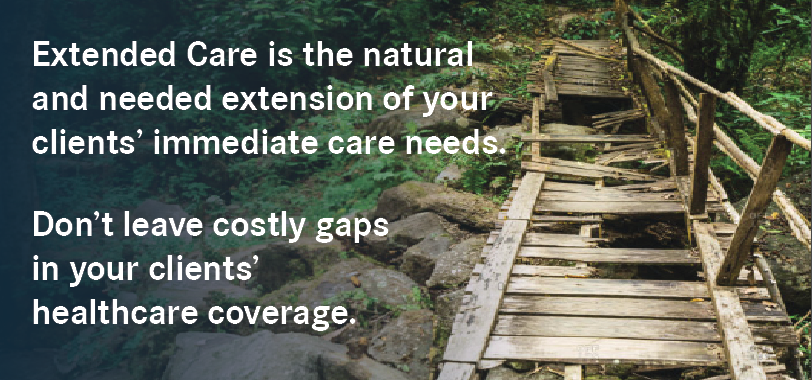 Extended Care is the natural
and needed extension of your
clients’ immediate care needs.
Don’t leave costly gaps
in your clients’
healthcare coverage.